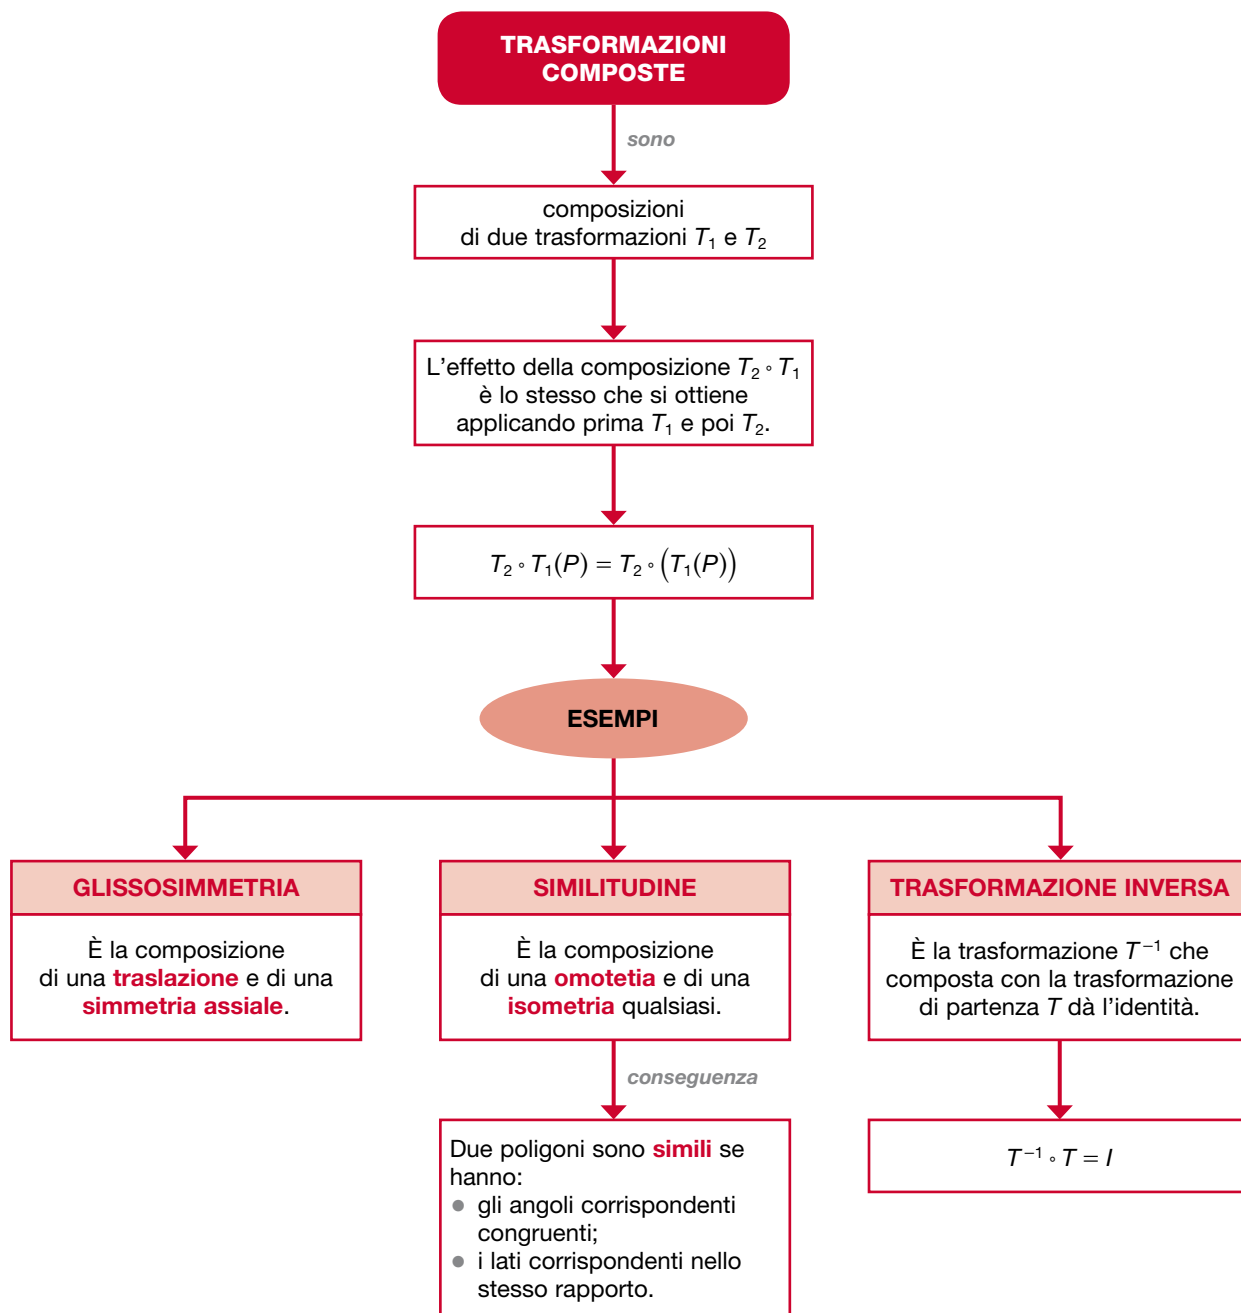 TRASFORMAZIONI
COMPOSTE
sono
composizioni
di due trasformazioni T₁ e T₂
L’effetto della composizione T₂ ∘ T₁
è lo stesso che si ottiene
applicando prima T₁ e poi T₂.
T₂ ∘ T₁(P) = T₂ ∘ (T₁(P))
ESEMPI
GLISSOSIMMETRIA
È la composizione
di una traslazione e di una
simmetria assiale.
SIMILITUDINE
È la composizione
di una omotetia e di una
isometria qualsiasi.
conseguenza
Due poligoni sono simili se
hanno:
● gli angoli corrispondenti
congruenti;
● i lati corrispondenti nello
stesso rapporto.
TRASFORMAZIONE INVERSA
È la trasformazione T⁻¹ che
composta con la trasformazione
di partenza T dà l’identità.
T⁻¹ ∘ T = I